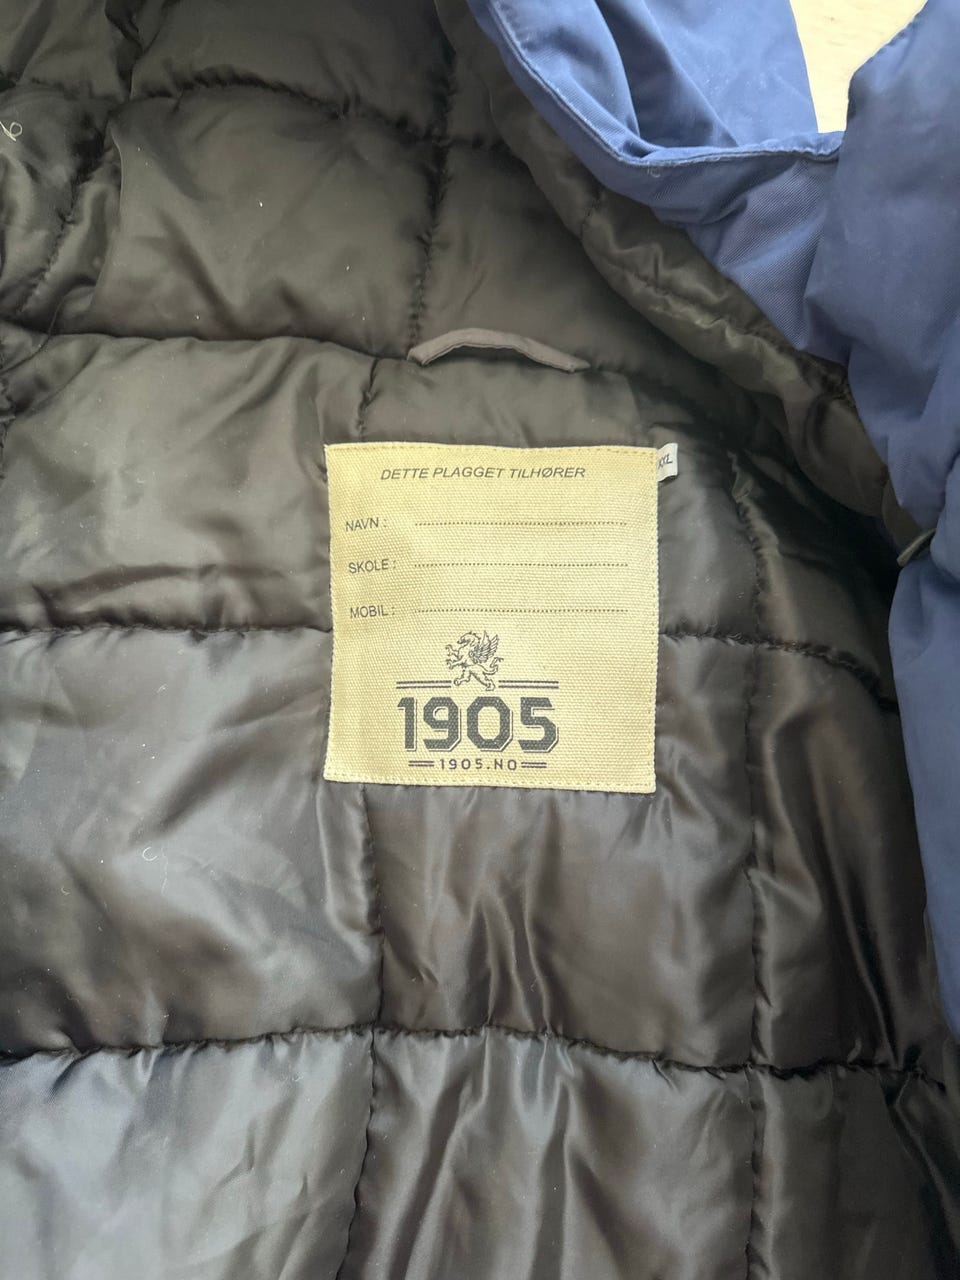 DETTE PLAGGET TILHØRER
XXL
NAVN :
SKOLE :
MOBIL :
1905
1905.NO